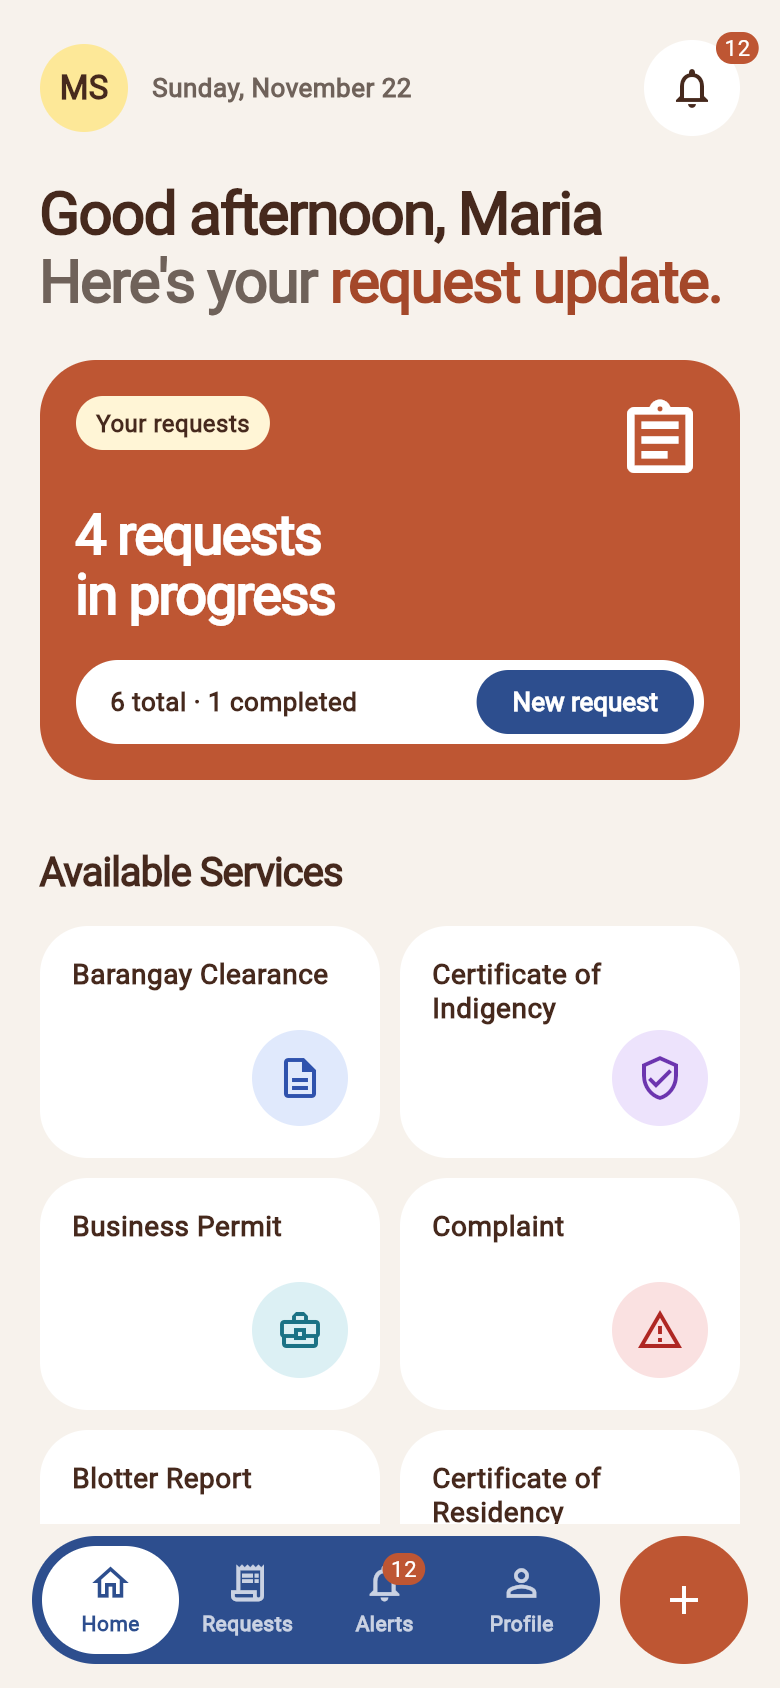 MS
Sunday, November 22
12
Good afternoon, Maria
Here's your request update.
Your requests
4 requests
in progress
6 total · 1 completed
New request
Available Services
Barangay Clearance
Certificate of
Indigency
Business Permit
Complaint
Blotter Report
Certificate of
Residency
12
Home
Requests
Alerts
Profile